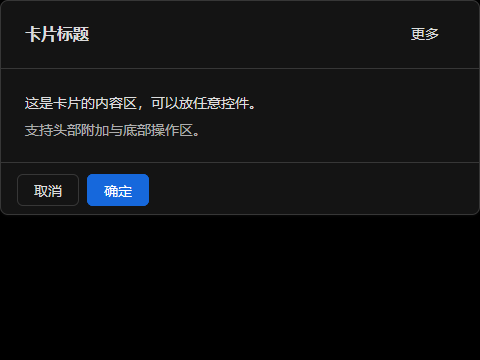 卡片标题
更多
这是卡片的内容区，可以放任意控件。
支持头部附加与底部操作区。
取消
确定